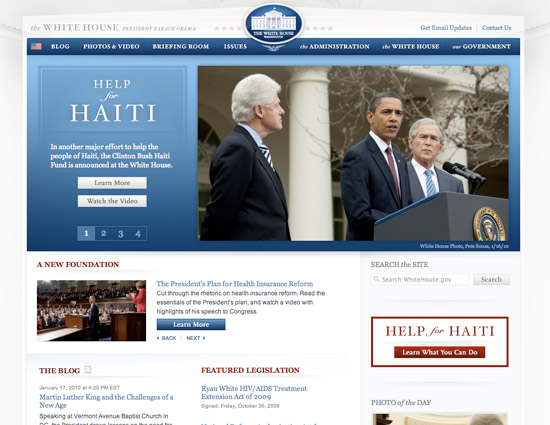 the WHITE HOUSE PRESIDENT BARACK OBAMA
THE WHITE HOUSE
WASHINGTON
Get Email Updates | Contact Us
BLOG PHOTOS & VIDEO BRIEFING ROOM ISSUES the ADMINISTRATION the WHITE HOUSE our GOVERNMENT
HELP
for
HAITI
In another major effort to help the
people of Haiti, the Clinton Bush Haiti
Fund is announced at the White House.
Learn More
Watch the Video
1 2 3 4
White House Photo, Pete Souza, 1/16/10
A NEW FOUNDATION
The President's Plan for Health Insurance Reform
Cut through the rhetoric on health insurance reform. Read the
essentials of the President's plan, and watch a video with
highlights of his speech to Congress.
Learn More
BACK NEXT
SEARCH the SITE
Search WhiteHouse.gov Search
HELP for HAITI
Learn What You Can Do
THE BLOG
January 17, 2010 at 4:20 PM EST
Martin Luther King and the Challenges of a
New Age
Speaking at Vermont Avenue Baptist Church in
FEATURED LEGISLATION
Ryan White HIV/AIDS Treatment
Extension Act of 2009
Signed: Friday, October 30, 2009
PHOTO of the DAY